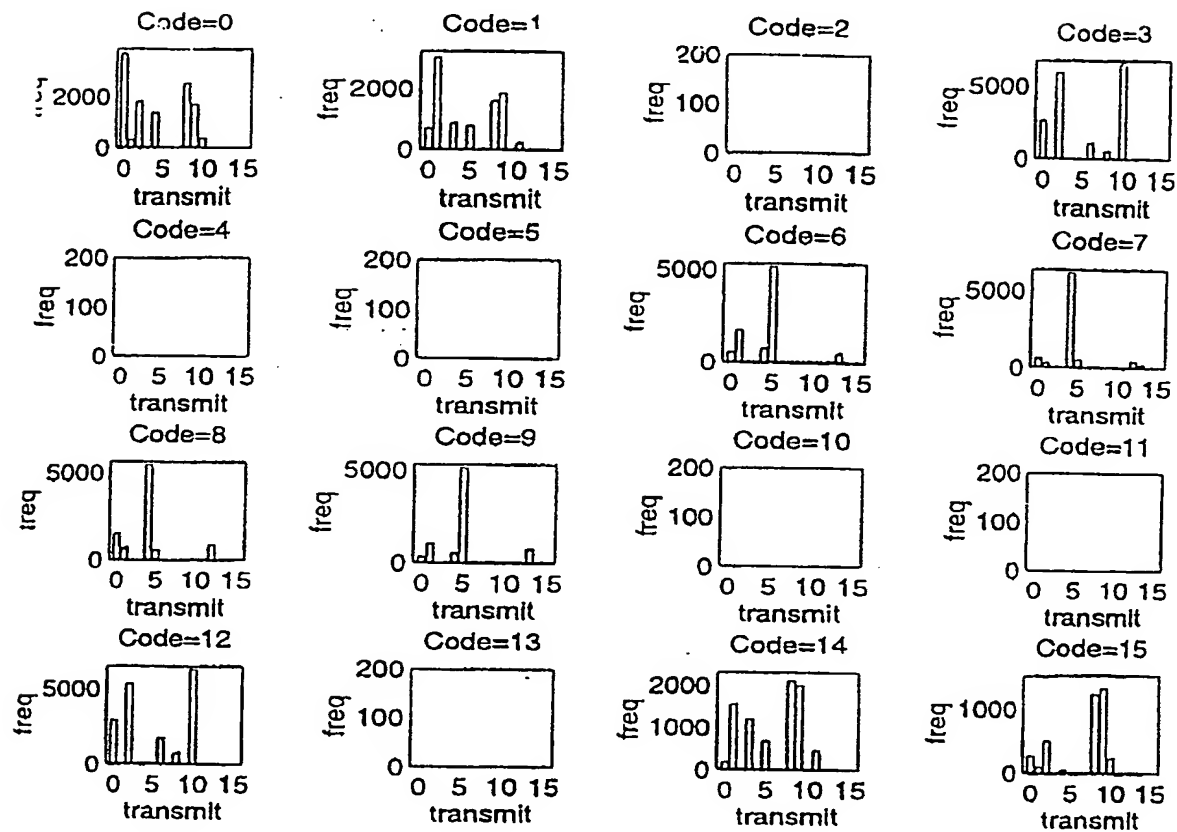 Code=0
Code=1
Code=2
Code=3
freq
2000
0
0 5 10 15
transmit
freq
2000
0
0 5 10 15
transmit
freq
200
100
0
0 5 10 15
transmit
freq
5000
0
0 5 10 15
transmit
Code=4
Code=5
Code=6
Code=7
freq
200
100
0
0 5 10 15
transmit
freq
200
100
0
0 5 10 15
transmit
freq
5000
0
0 5 10 15
transmit
freq
5000
0
0 5 10 15
transmit
Code=8
Code=9
Code=10
Code=11
freq
5000
0
0 5 10 15
transmit
freq
5000
0
0 5 10 15
transmit
freq
200
100
0
0 5 10 15
transmit
freq
200
100
0
0 5 10 15
transmit
Code=12
Code=13
Code=14
Code=15
freq
5000
0
0 5 10 15
transmit
freq
200
100
0
0 5 10 15
transmit
freq
2000
1000
0
0 5 10 15
transmit
freq
1000
0
0 5 10 15
transmit